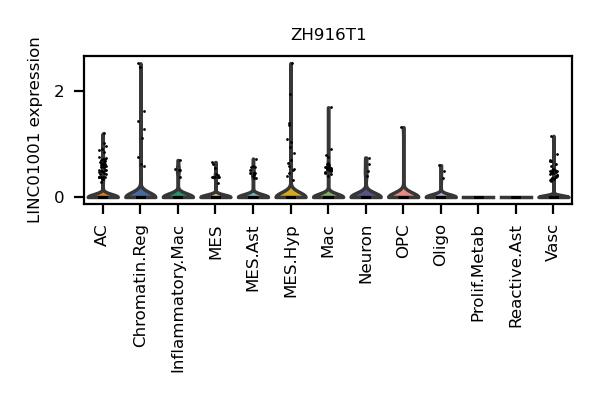 ZH916T1
LINC01001 expression
2
0
AC
Chromatin.Reg
Inflammatory.Mac
MES
MES.Ast
MES.Hyp
Mac
Neuron
OPC
Oligo
Prolif.Metab
Reactive.Ast
Vasc